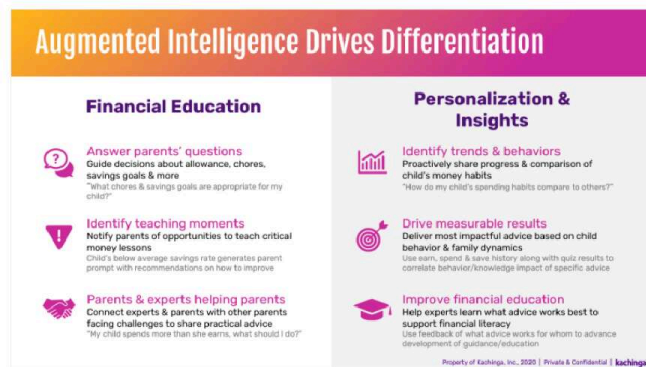 Augmented Intelligence Drives Differentiation
Financial Education
Answer parents' questions
Guide decisions about allowance, chores,
savings goals & more
"What chores & savings goals are appropriate for my
child?"
Identify teaching moments
Notify parents of opportunities to teach critical
money lessons
Child's below average savings rate generates parent
prompt with recommendations on how to improve
Parents & experts helping parents
Connect experts & parents with other parents
facing challenges to share practical advice
"My child spends more than she earns, what should I do?"
Personalization &
Insights
Identify trends & behaviors
Proactively share progress & comparison of
child's money habits
"How do my child's spending habits compare to others?"
Drive measurable results
Deliver most impactful advice based on child
behavior & family dynamics
Use earn, spend & save history along with quiz results to
correlate behavior/knowledge impact of specific advice
Improve financial education
Help experts learn what advice works best to
support financial literacy
Use feedback of what advice works for whom to advance
development of guidance/education
Property of Kachinga, Inc., 2020 | Private & Confidential | kachinga